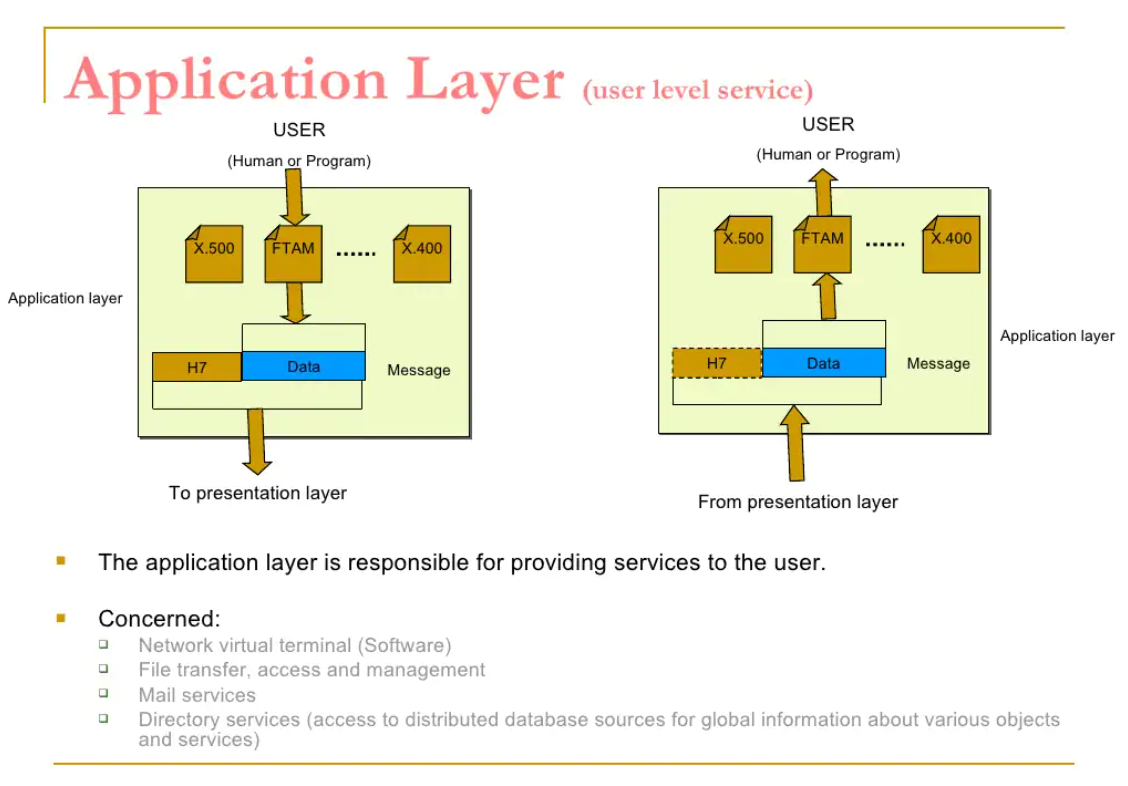 Application Layer (user level service)
USER
(Human or Program)
X.500
FTAM
......
X.400
Application layer
H7
Data
Message
To presentation layer
USER
(Human or Program)
X.500
FTAM
......
X.400
Application layer
H7
Data
Message
From presentation layer
The application layer is responsible for providing services to the user.
Concerned:
Network virtual terminal (Software)
File transfer, access and management
Mail services
Directory services (access to distributed database sources for global information about various objects
and services)